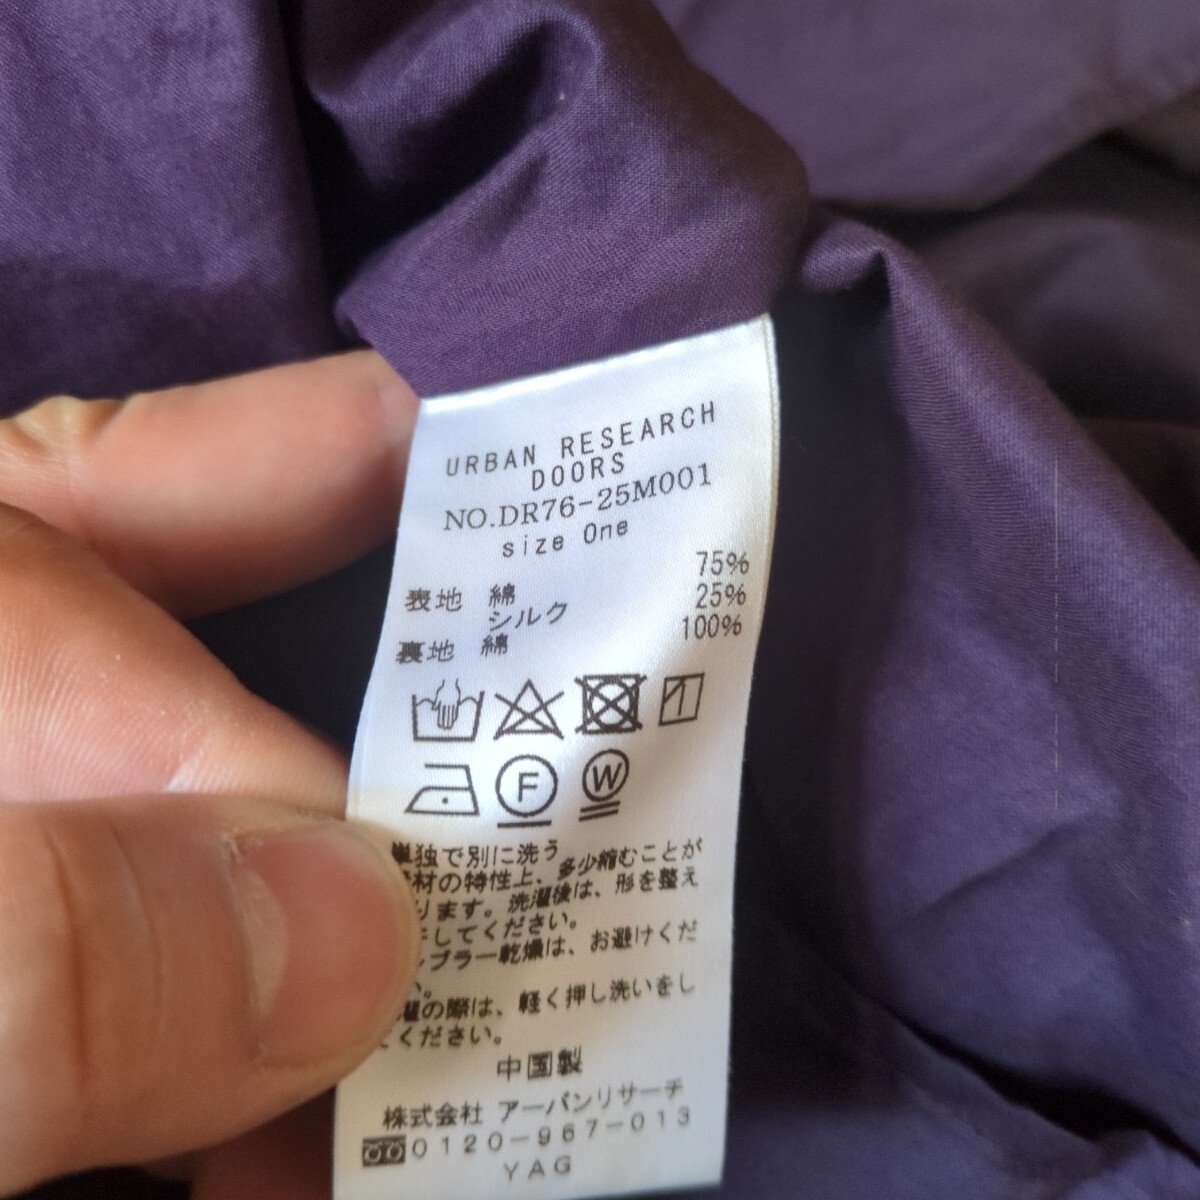 URBAN RESEARCH
DOORS
NO.DR76-25M001
size One
表地 綿 75%
シルク 25%
裏地 綿 100%
F W
単独で別に洗う
材の特性上、多少縮むことが
ります。洗濯後は、形を整え
してください。
ンブラー乾燥は、お避けくだ
い。
濯の際は、軽く押し洗いをし
てください。
中国製
株式会社 アーバンリサーチ
0120-967-013
YAG